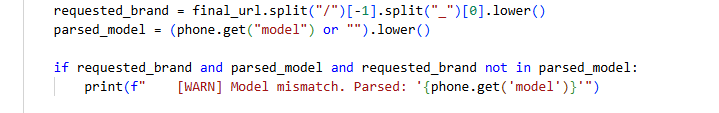 requested_brand = final_url.split("/")[-1].split("_")[0].lower()
parsed_model = (phone.get("model") or "").lower()
if requested_brand and parsed_model and requested_brand not in parsed_model:
print(f"    [WARN] Model mismatch. Parsed: '{phone.get('model')}'")